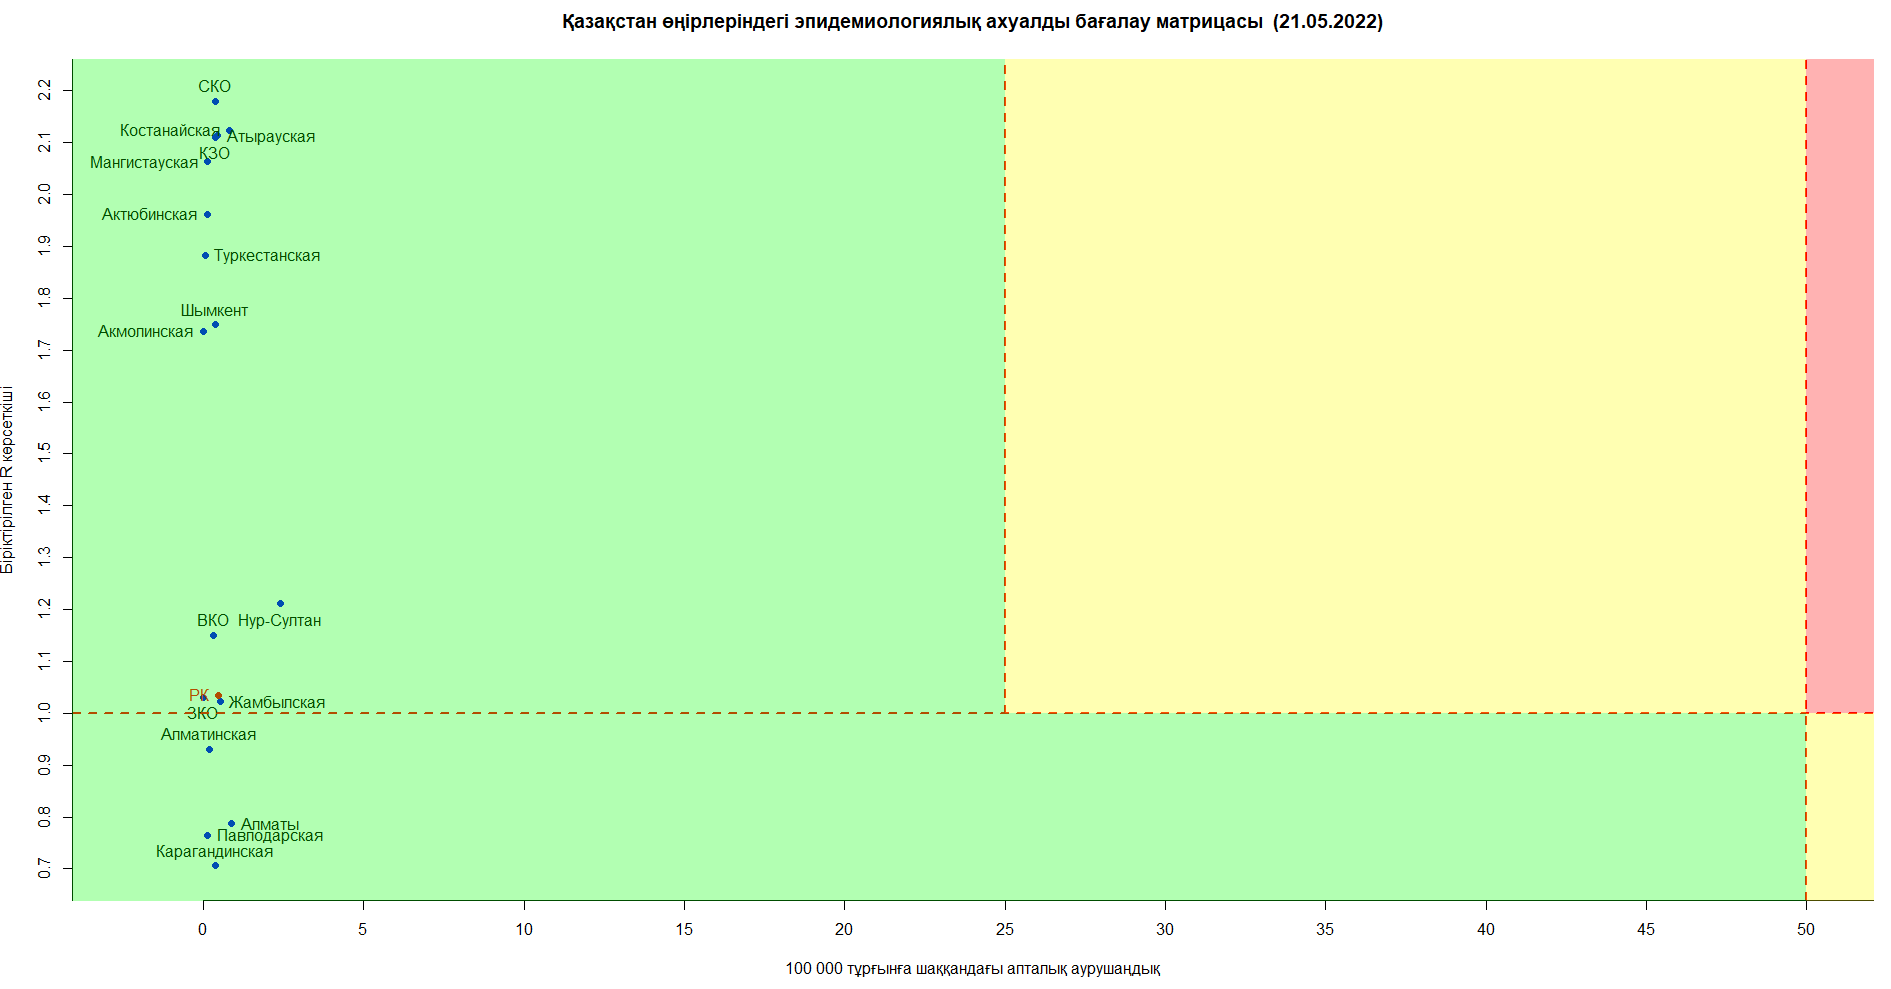 Қазақстан өңірлеріндегі эпидемиологиялық ахуалды бағалау матрицасы (21.05.2022)
Біріктірілген R көрсеткіші
2.2
2.1
2.0
1.9
1.8
1.7
1.6
1.5
1.4
1.3
1.2
1.1
1.0
0.9
0.8
0.7
СКО
Костанайская
Атырауская
КЗО
Мангистауская
Актюбинская
Туркестанская
Шымкент
Акмолинская
ВКО Нур-Султан
РК
Жамбылская
ЗКО
Алматинская
Алматы
Павлодарская
Карагандинская
0 5 10 15 20 25 30 35 40 45 50
100 000 тұрғынға шаққандағы апталық аурушаңдық